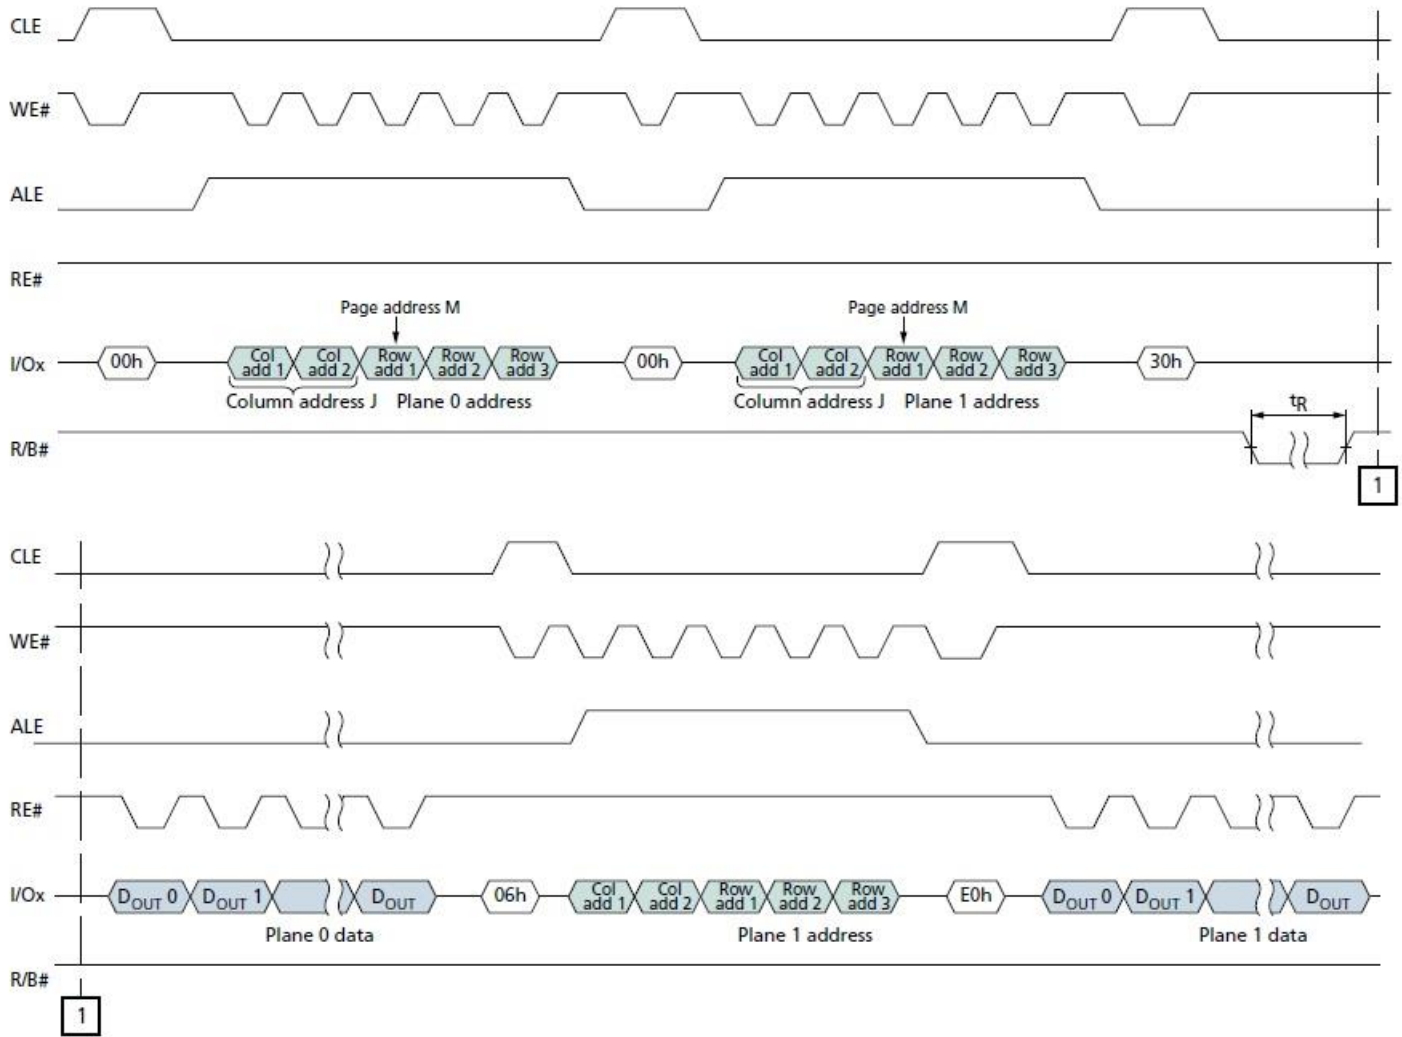 CLE
WE#
ALE
RE#
Page address M Page address M
I/Ox 00h Col add 1 Col add 2 Row add 1 Row add 2 Row add 3 00h Col add 1 Col add 2 Row add 1 Row add 2 Row add 3 30h
Column address J Plane 0 address Column address J Plane 1 address tR
R/B#
1
CLE
WE#
ALE
RE#
I/Ox DOUT 0 DOUT 1 DOUT 06h Col add 1 Col add 2 Row add 1 Row add 2 Row add 3 E0h DOUT 0 DOUT 1 DOUT
Plane 0 data Plane 1 address Plane 1 data
R/B#
1